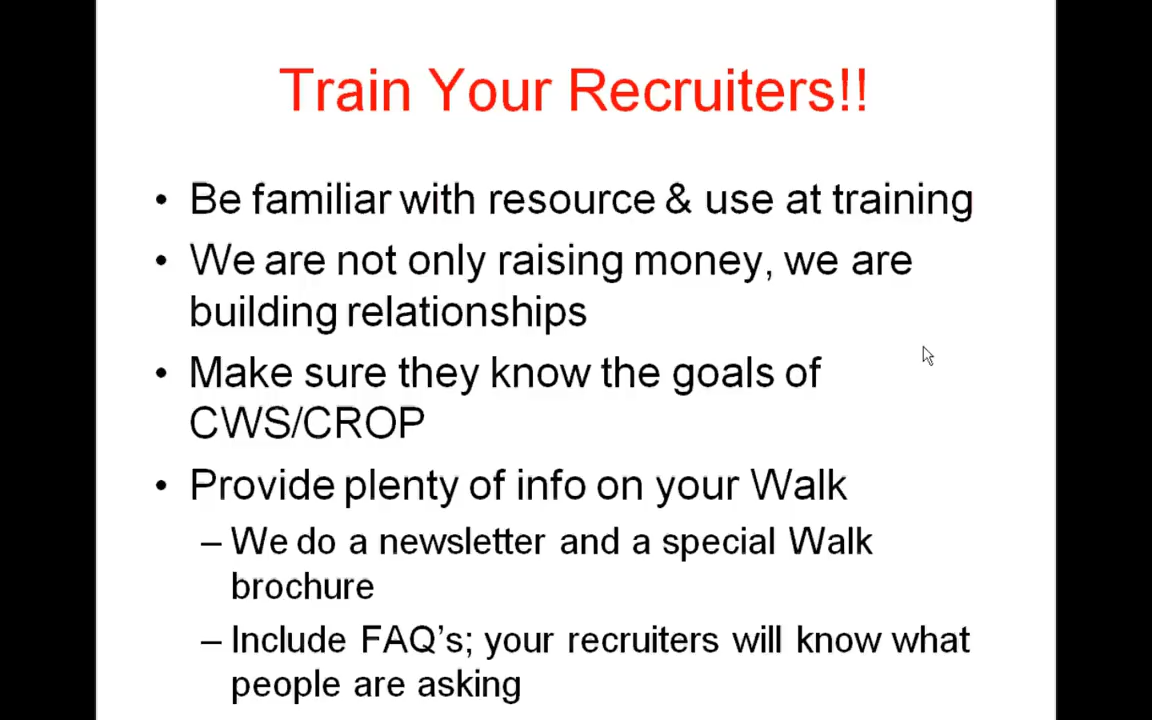 Train Your Recruiters!!
• Be familiar with resource & use at training
• We are not only raising money, we are
building relationships
• Make sure they know the goals of
CWS/CROP
• Provide plenty of info on your Walk
– We do a newsletter and a special Walk
brochure
– Include FAQ’s; your recruiters will know what
people are asking